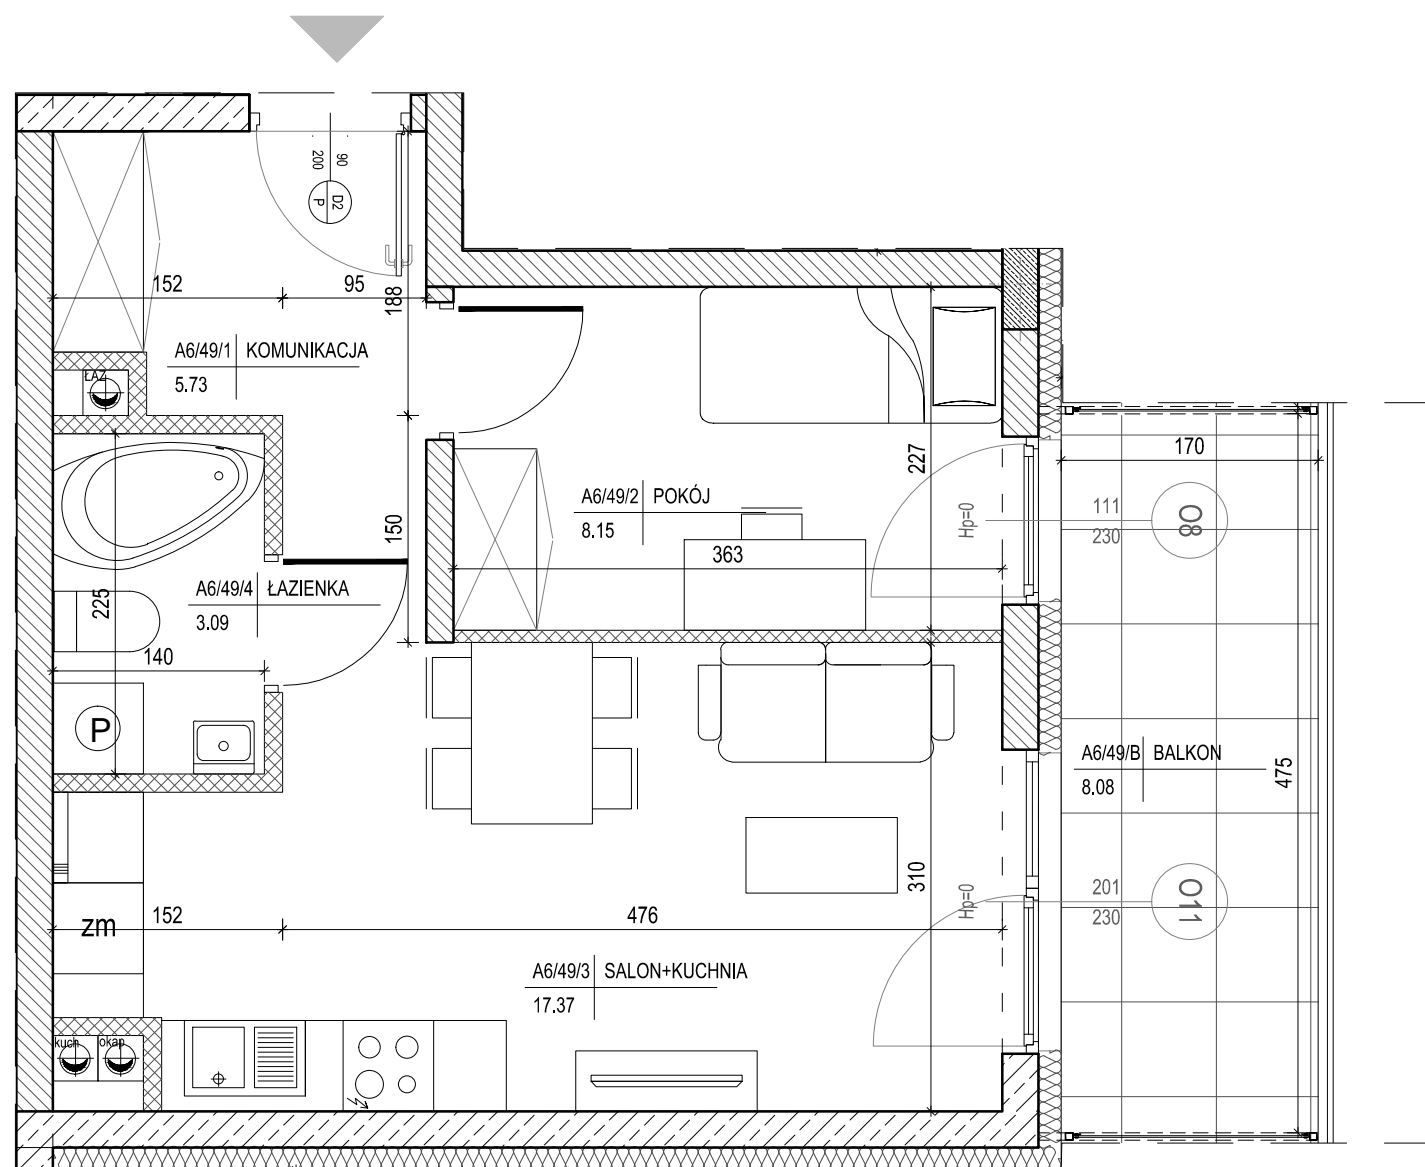 90
200
D2
P
152
95
188
A6/49/1 KOMUNIKACJA
5.73
ŁAZ
227
170
A6/49/2 POKÓJ
8.15
Hp=0
111
230
O8
150
363
225
A6/49/4 ŁAZIENKA
3.09
140
P
A6/49/B BALKON
8.08
475
310
Hp=0
201
230
O11
zm
152
476
A6/49/3 SALON+KUCHNIA
17.37
kuch
okap